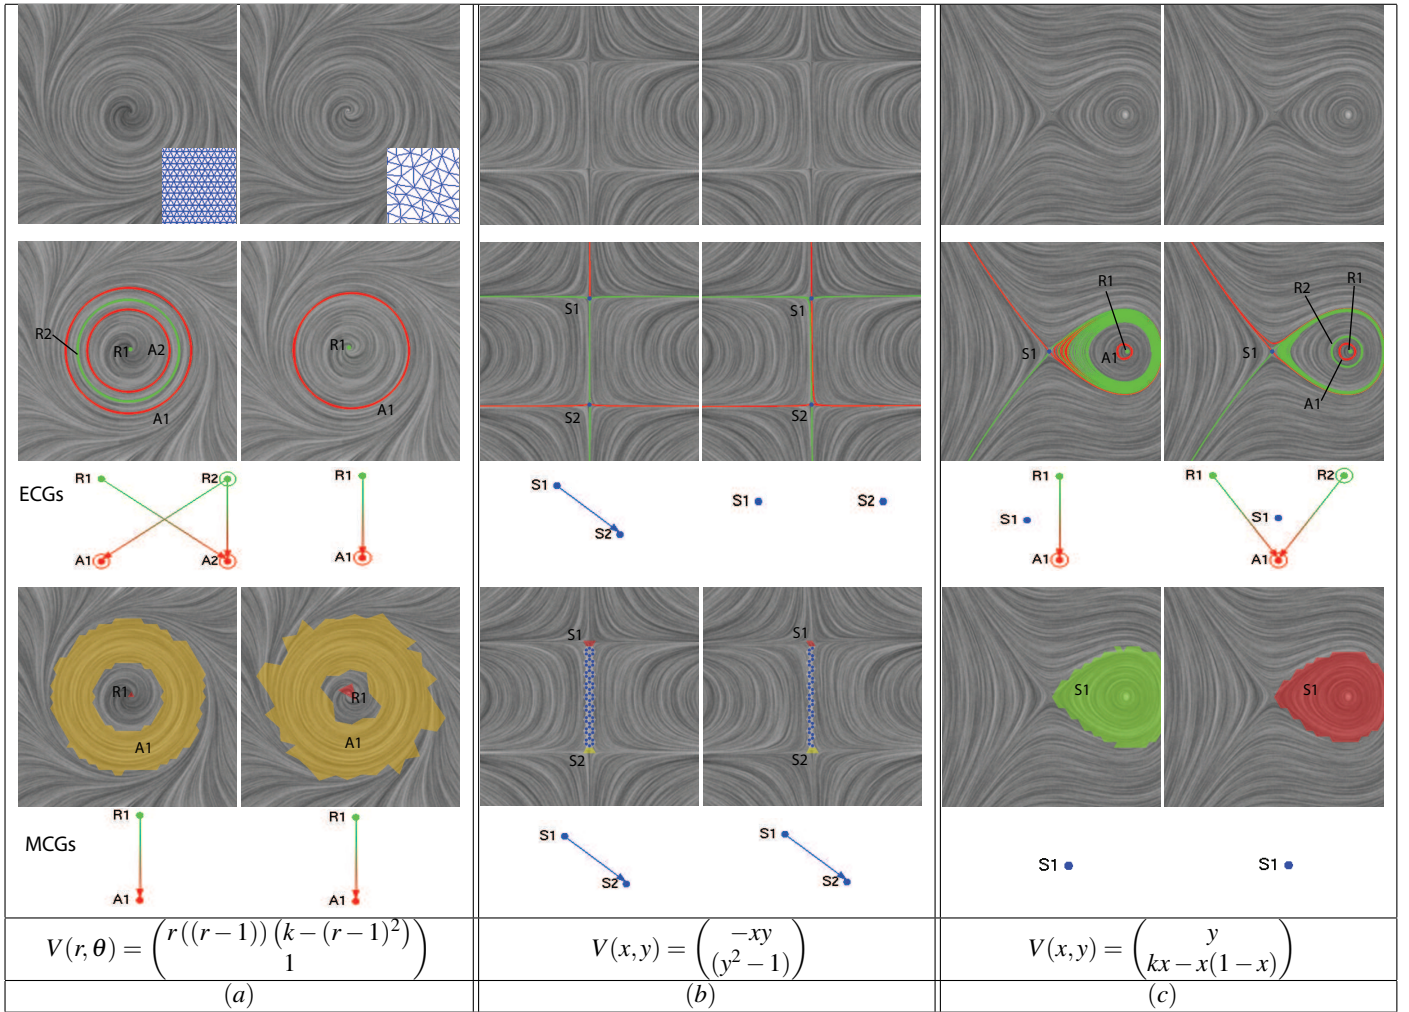 R2
R1
A2
A1
R1
A1
S1
S2
S1
S2
R1
S1
A1
R1
R2
S1
A1
ECGs
R1
R2
A1
A2
R1
A1
S1
S2
S1
S2
R1
S1
A1
R1
R2
S1
A1
R1
A1
R1
A1
S1
S2
S1
S2
S1
S1
MCGs
R1
A1
R1
A1
S1
S2
S1
S2
S1
S1
V(r,θ) = ( r((r−1))(k−(r−1)²)
1 )
V(x,y) = ( −xy
(y²−1) )
V(x,y) = ( y
kx−x(1−x) )
(a)
(b)
(c)